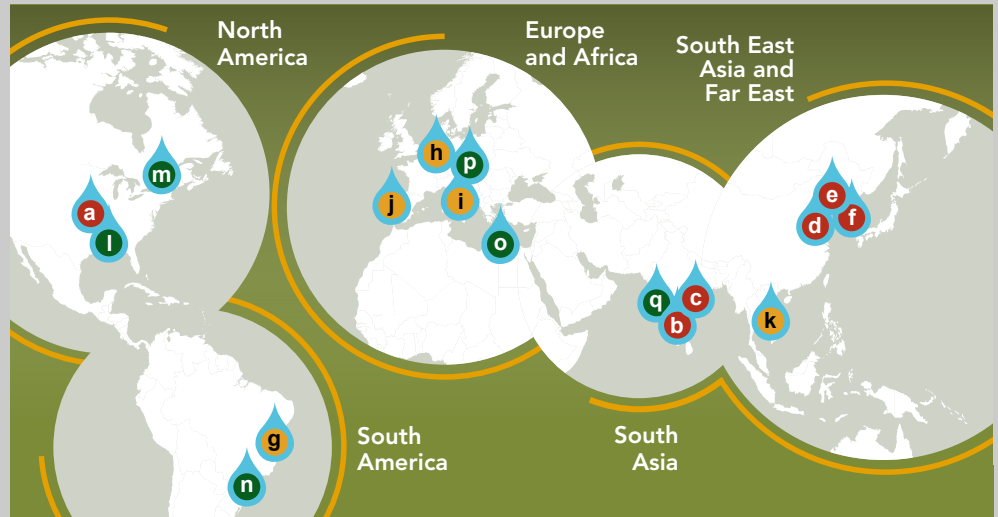 North
America
Europe
and Africa
South East
Asia and
Far East
m
a
l
h
p
j
i
o
e
d
f
q
c
b
k
g
n
South
America
South
Asia